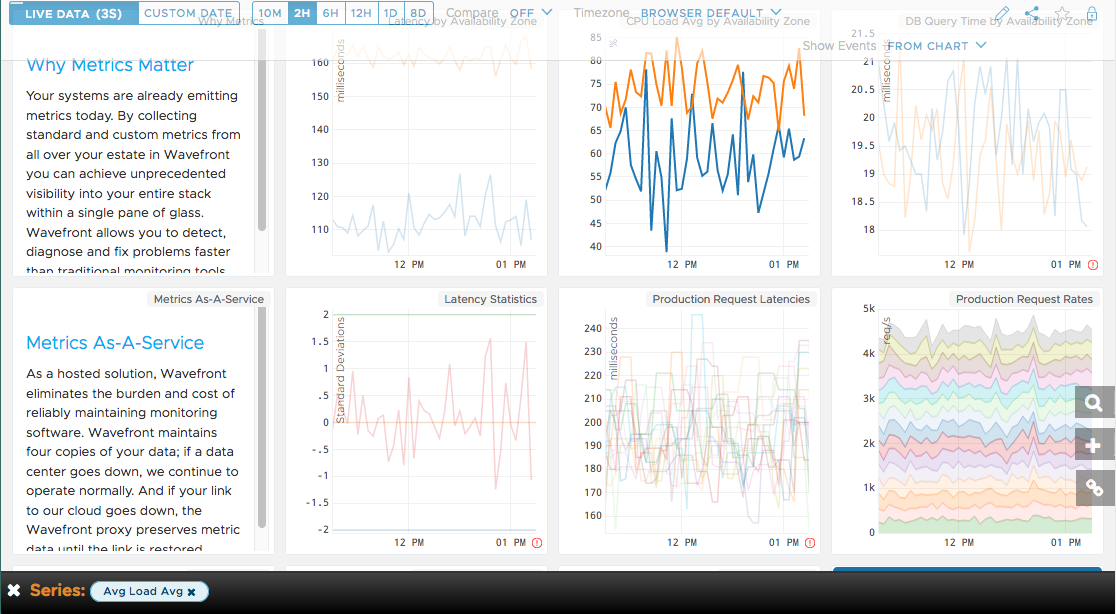 LIVE DATA (3S) CUSTOM DATE 10M 2H 6H 12H 1D 8D Compare OFF Timezone BROWSER DEFAULT
Show Events FROM CHART
Why Metrics
Why Metrics Matter
Your systems are already emitting
metrics today. By collecting
standard and custom metrics from
all over your estate in Wavefront
you can achieve unprecedented
visibility into your entire stack
within a single pane of glass.
Wavefront allows you to detect,
diagnose and fix problems faster
than traditional monitoring tools.
Latency by Availability Zone
milliseconds
160
150
140
130
120
110
12 PM 01 PM
CPU Load Avg by Availability Zone
%
85
80
75
70
65
60
55
50
45
40
12 PM 01 PM
DB Query Time by Availability Zone
milliseconds
21.5
21
20.5
20
19.5
19
18.5
18
12 PM 01 PM
Metrics As-A-Service
Metrics As-A-Service
As a hosted solution, Wavefront
eliminates the burden and cost of
reliably maintaining monitoring
software. Wavefront maintains
four copies of your data; if a data
center goes down, we continue to
operate normally. And if your link
to our cloud goes down, the
Wavefront proxy preserves metric
data until the link is restored.
Latency Statistics
Standard Deviations
2
1.5
1
.5
0
-.5
-1
-1.5
-2
12 PM 01 PM
Production Request Latencies
milliseconds
240
230
220
210
200
190
180
170
160
12 PM 01 PM
Production Request Rates
req/s
5k
4k
3k
2k
1k
0
12 PM 01 PM
Series: Avg Load Avg